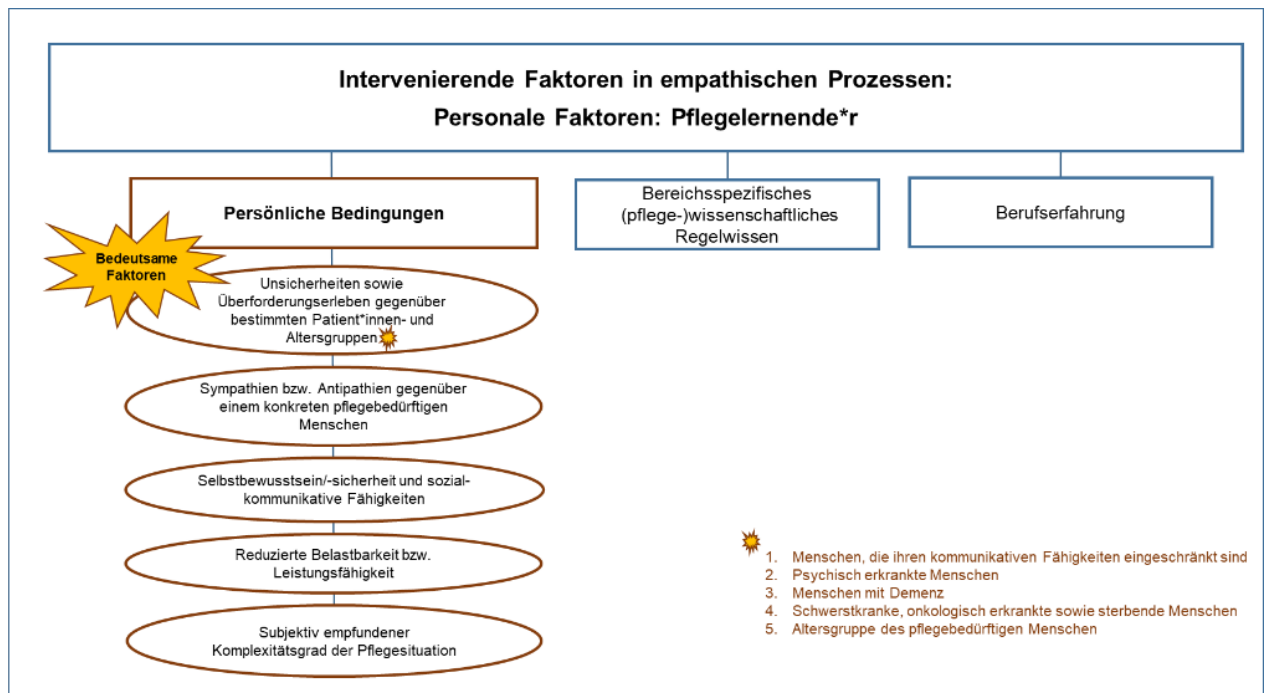 Intervenierende Faktoren in empathischen Prozessen:
Personale Faktoren: Pflegelernende*r
Persönliche Bedingungen
Bereichsspezifisches
(pflege-)wissenschaftliches
Regelwissen
Berufserfahrung
Bedeutsame
Faktoren
Unsicherheiten sowie
Überforderungserleben gegenüber
bestimmten Patient*innen- und
Altersgruppen
Sympathien bzw. Antipathien gegenüber
einem konkreten pflegebedürftigen
Menschen
Selbstbewusstsein/-sicherheit und sozial-
kommunikative Fähigkeiten
Reduzierte Belastbarkeit bzw.
Leistungsfähigkeit
Subjektiv empfundener
Komplexitätsgrad der Pflegesituation
1. Menschen, die ihren kommunikativen Fähigkeiten eingeschränkt sind
2. Psychisch erkrankte Menschen
3. Menschen mit Demenz
4. Schwerstkranke, onkologisch erkrankte sowie sterbende Menschen
5. Altersgruppe des pflegebedürftigen Menschen